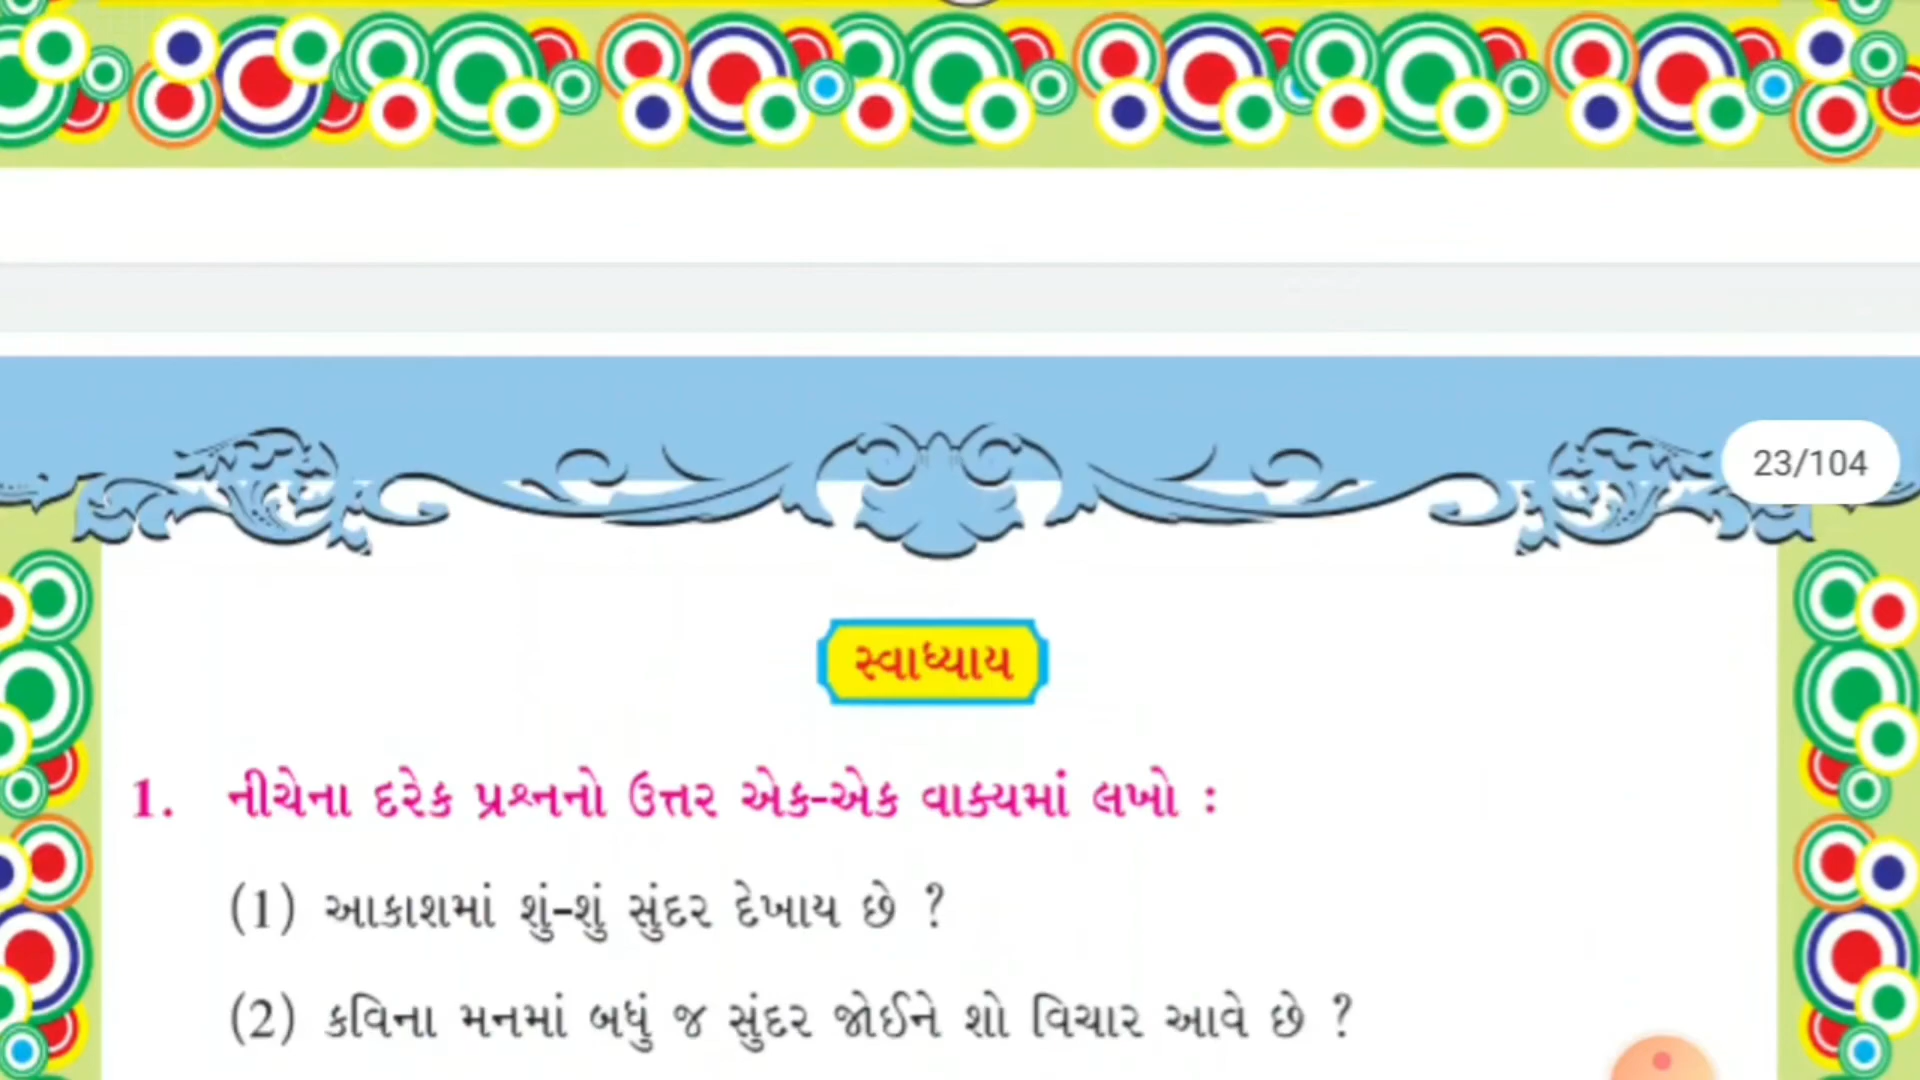 23/104
સ્વાધ્યાય
1. નીચેના દરેક પ્રશ્નનો ઉત્તર એક-એક વાક્યમાં લખો :
(1) આકાશમાં શું-શું સુંદર દેખાય છે ?
(2) કવિના મનમાં બધું જ સુંદર જોઈને શો વિચાર આવે છે ?